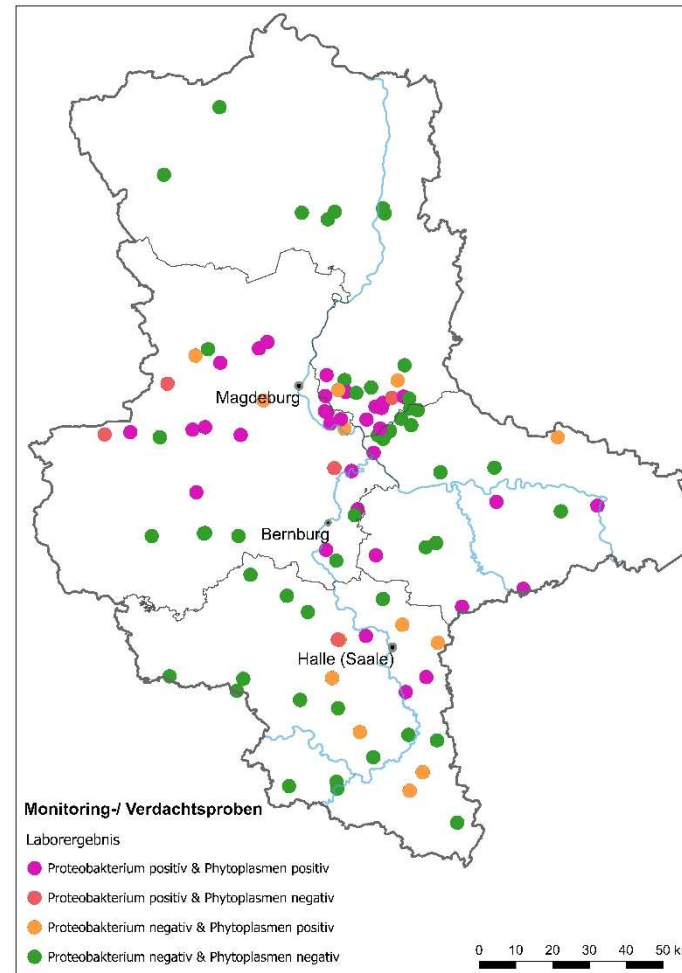 Magdeburg
Bernburg
Halle (Saale)
Monitoring-/ Verdachtsproben
Laborergebnis
Proteobakterium positiv & Phytoplasmen positiv
Proteobakterium positiv & Phytoplasmen negativ
Proteobakterium negativ & Phytoplasmen positiv
Proteobakterium negativ & Phytoplasmen negativ
0 10 20 30 40 50 k